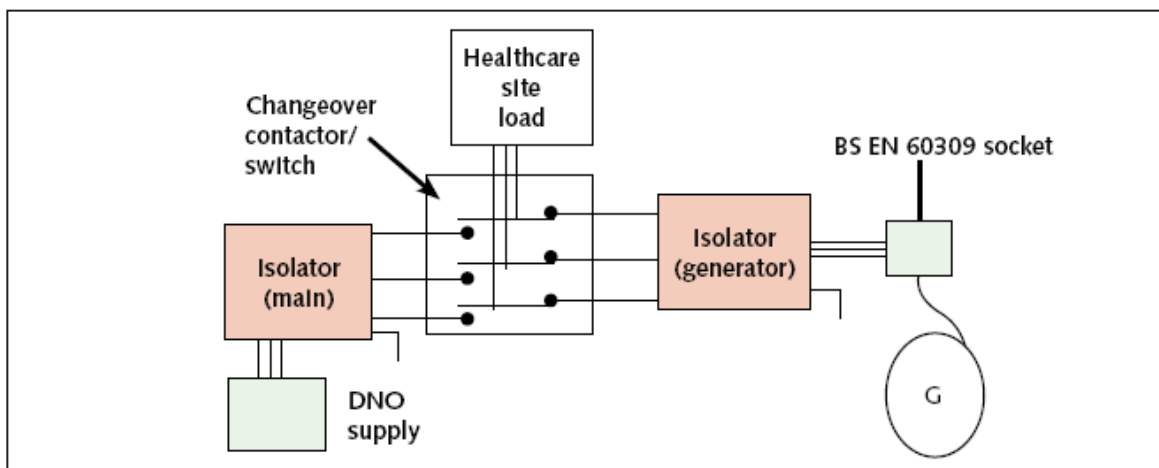 Healthcare
site
load
Changeover
contactor/
switch
BS EN 60309 socket
Isolator
(main)
Isolator
(generator)
DNO
supply
G